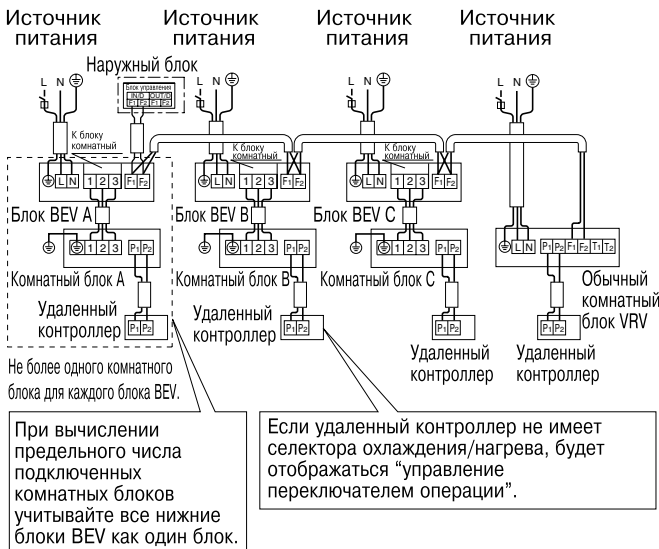 Источник питания
Источник питания
Источник питания
Источник питания
Наружный блок
Блок управления
IN/D OUT/D
F1 F2 F1 F2
L N
L N
L N
L N
К блоку комнатный
К блоку комнатный
К блоку комнатный
L N 1 2 3 F1 F2
L N 1 2 3 F1 F2
L N 1 2 3 F1 F2
Блок BEV A
Блок BEV B
Блок BEV C
1 2 3 P1 P2
1 2 3 P1 P2
1 2 3 P1 P2
L N P1 P2 F1 F2 T1 T2
Комнатный блок A
Комнатный блок B
Комнатный блок C
Обычный комнатный блок VRV
Удаленный контроллер
P1 P2
Удаленный контроллер
P1 P2
P1 P2
Удаленный контроллер
P1 P2
Удаленный контроллер
Не более одного комнатного
блока для каждого блока BEV.
При вычислении
предельного числа
подключенных
комнатных блоков
учитывайте все нижние
блоки BEV как один блок.
Если удаленный контроллер не имеет
селектора охлаждения/нагрева, будет
отображаться “управление
переключателем операции”.